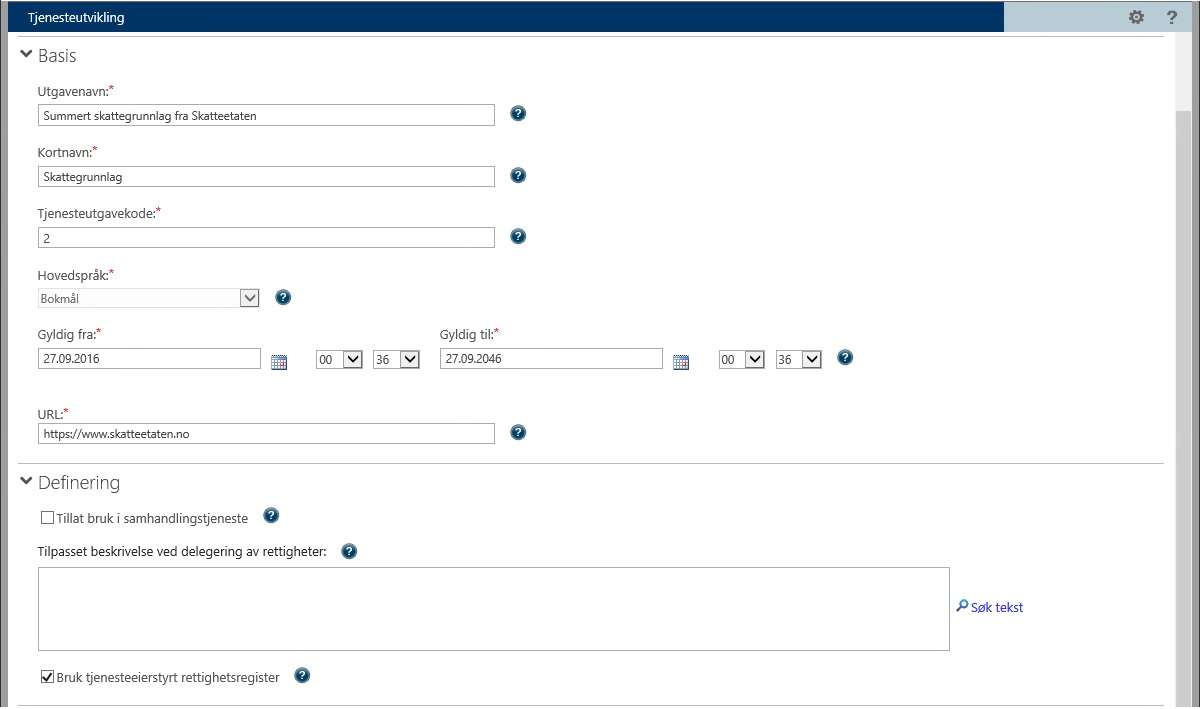 Tjenesteutvikling
?
Basis
Utgavenavn:*
Summert skattegrunnlag fra Skatteetaten
?
Kortnavn:*
Skattegrunnlag
?
Tjenesteutgavekode:*
2
?
Hovedspråk:*
Bokmål
?
Gyldig fra:* Gyldig til:*
27.09.2016 00 36 27.09.2046 00 36 ?
URL:*
https://www.skatteetaten.no
?
Definering
Tillat bruk i samhandlingstjeneste ?
Tilpasset beskrivelse ved delegering av rettigheter: ?
Søk tekst
Bruk tjenesteeierstyrt rettighetsregister ?